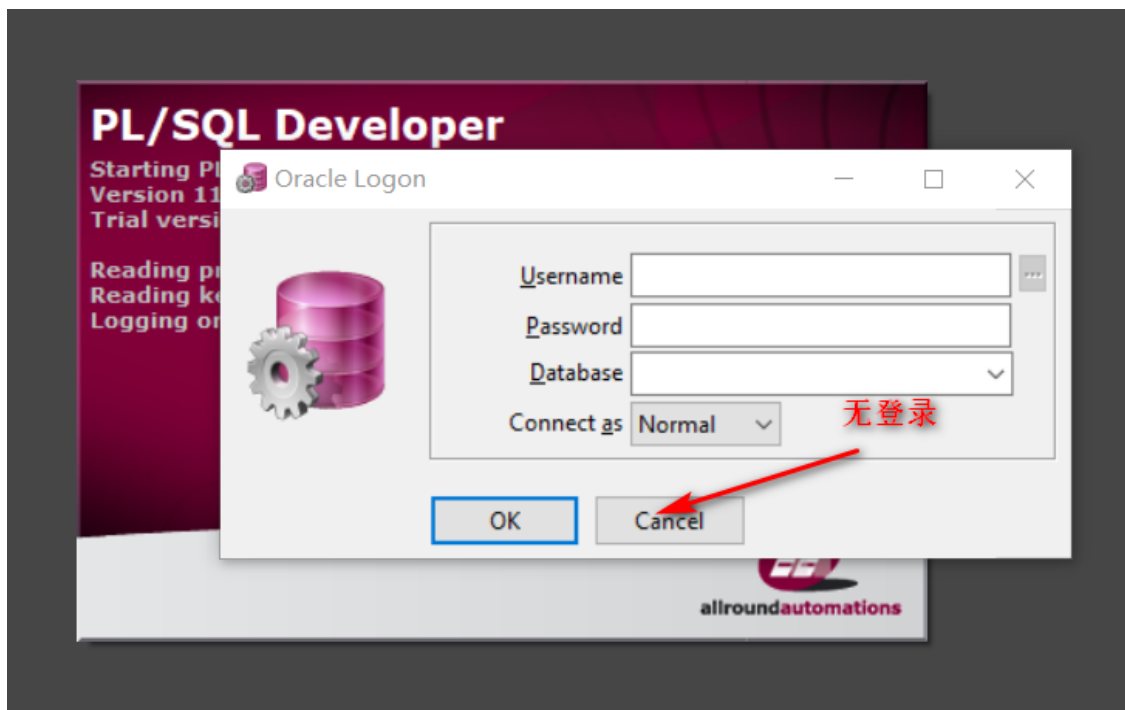 PL/SQL Developer
Starting Pl
Version 11
Trial versi
Reading pr
Reading ke
Logging or
Oracle Logon
Username
...
Password
Database
Connect as Normal
无登录
OK Cancel
allroundautomations